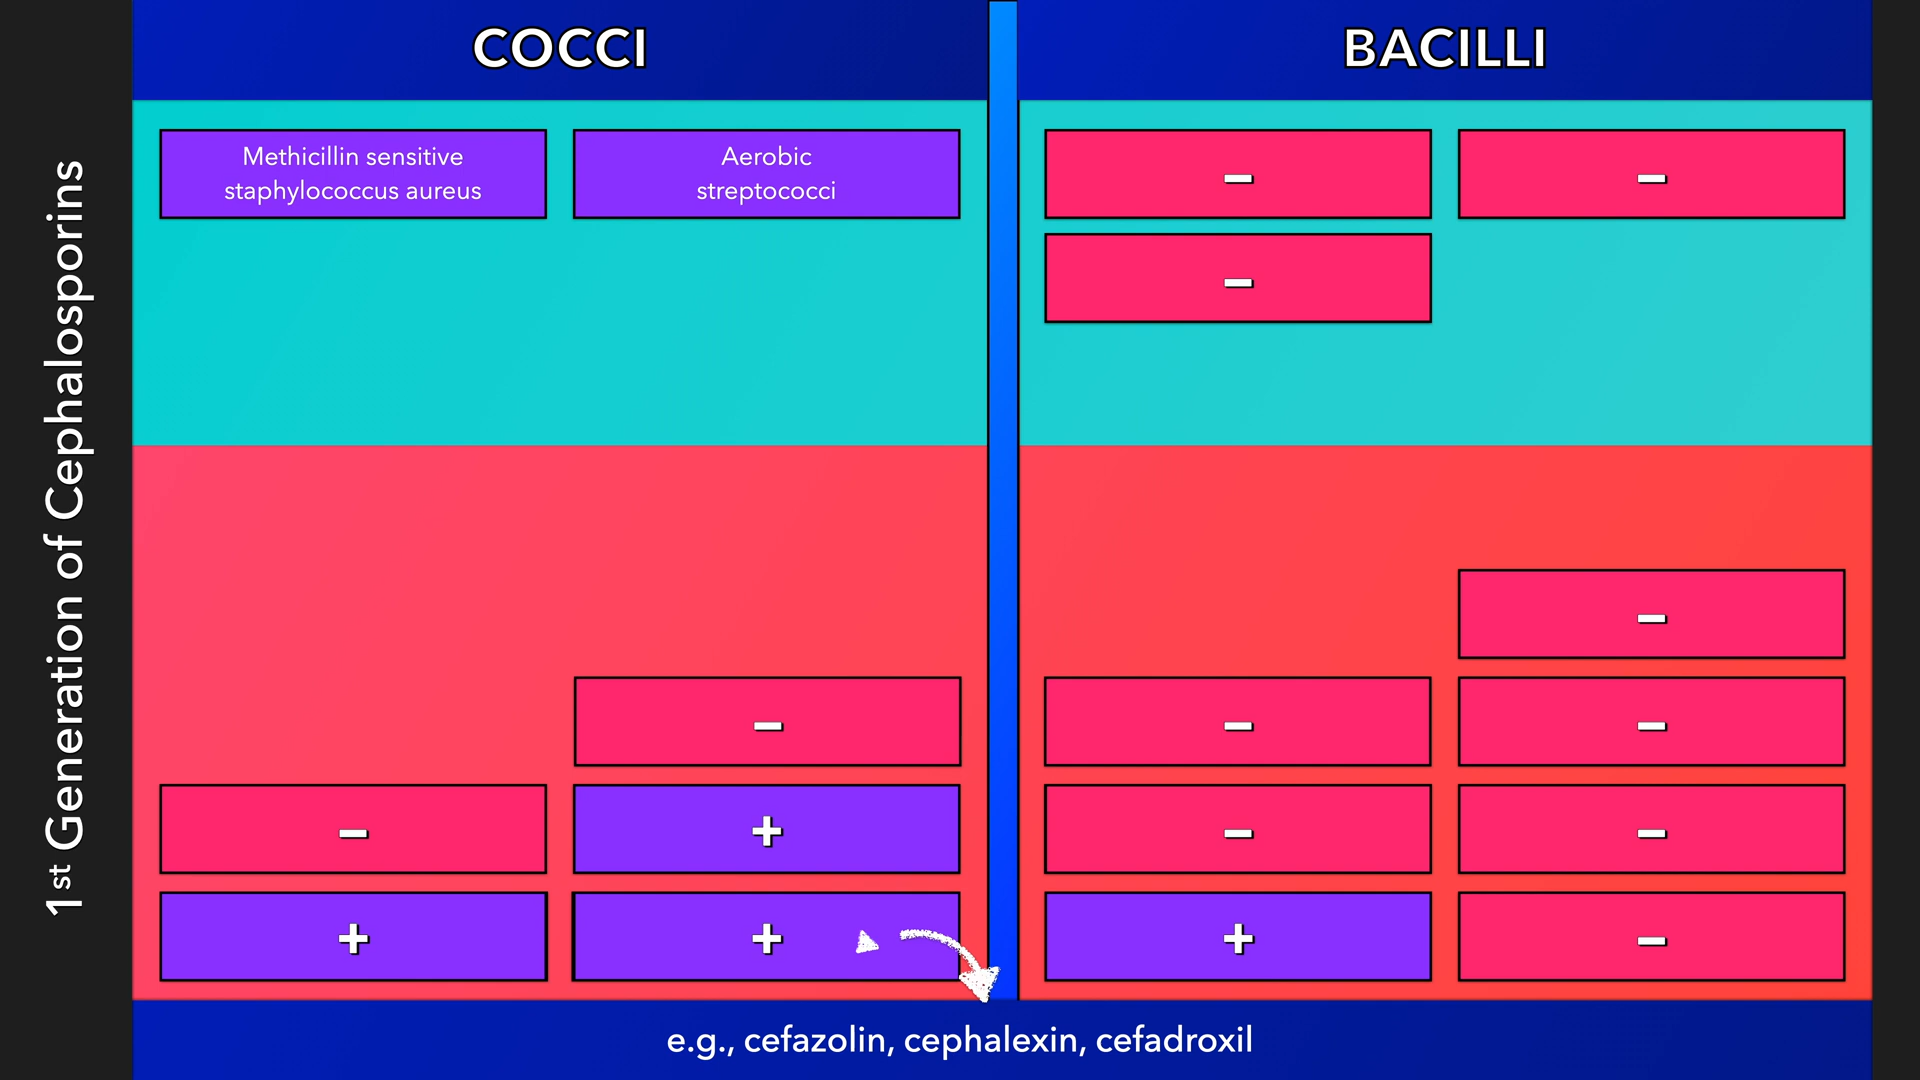 COCCI
BACILLI
1st Generation of Cephalosporins
Methicillin sensitive
staphylococcus aureus
Aerobic
streptococci
–
–
–
–
–
–
–
–
+
–
–
+
+
+
–
e.g., cefazolin, cephalexin, cefadroxil